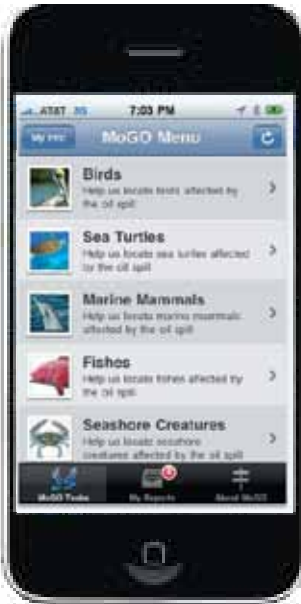 AT&T 3G 7:03 PM
My Info MoGO Menu
Birds
Help us locate birds affected by
the oil spill
Sea Turtles
Help us locate sea turtles affected
by the oil spill
Marine Mammals
Help us locate marine mammals
affected by the oil spill
Fishes
Help us locate fishes affected by
the oil spill
Seashore Creatures
Help us locate seashore
creatures affected by the oil spill
MoGO Tasks My Reports About MoGO